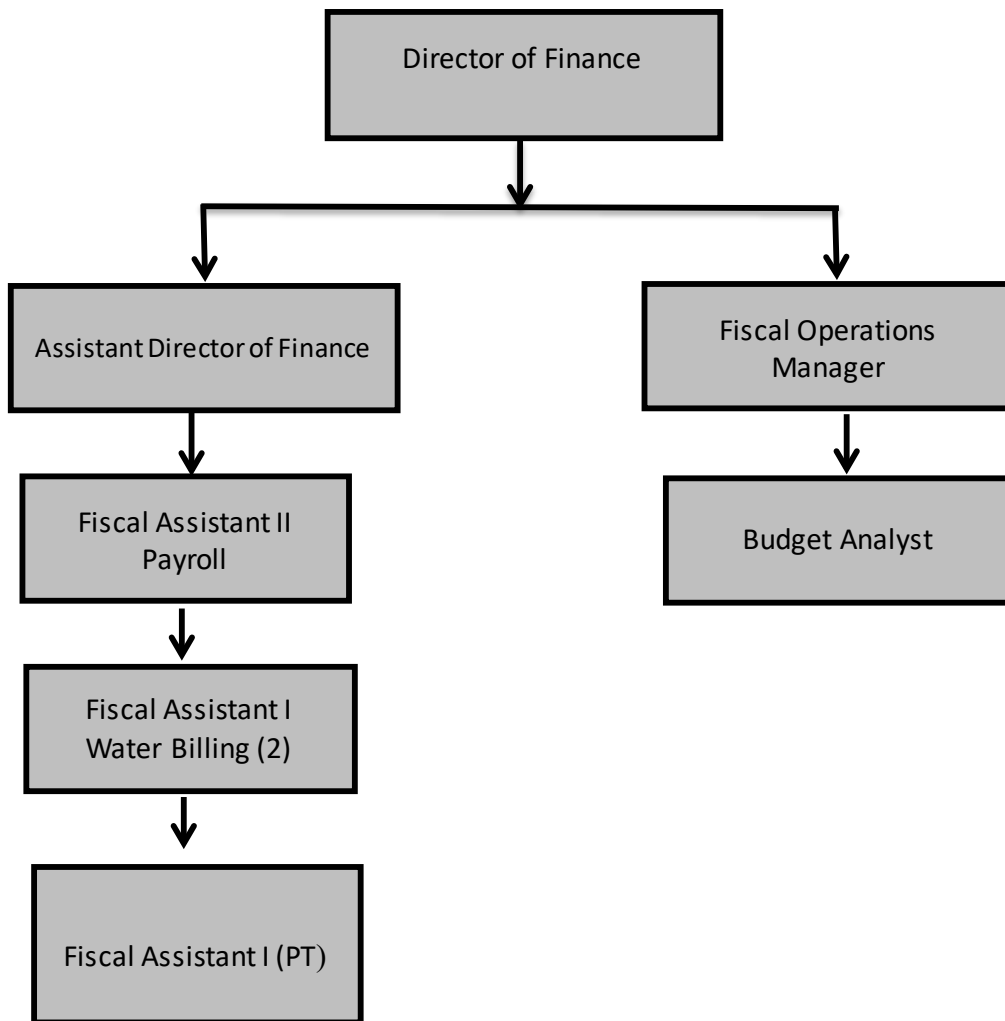 Director of Finance
Assistant Director of Finance
Fiscal Operations
Manager
Fiscal Assistant II
Payroll
Budget Analyst
Fiscal Assistant I
Water Billing (2)
Fiscal Assistant I (PT)